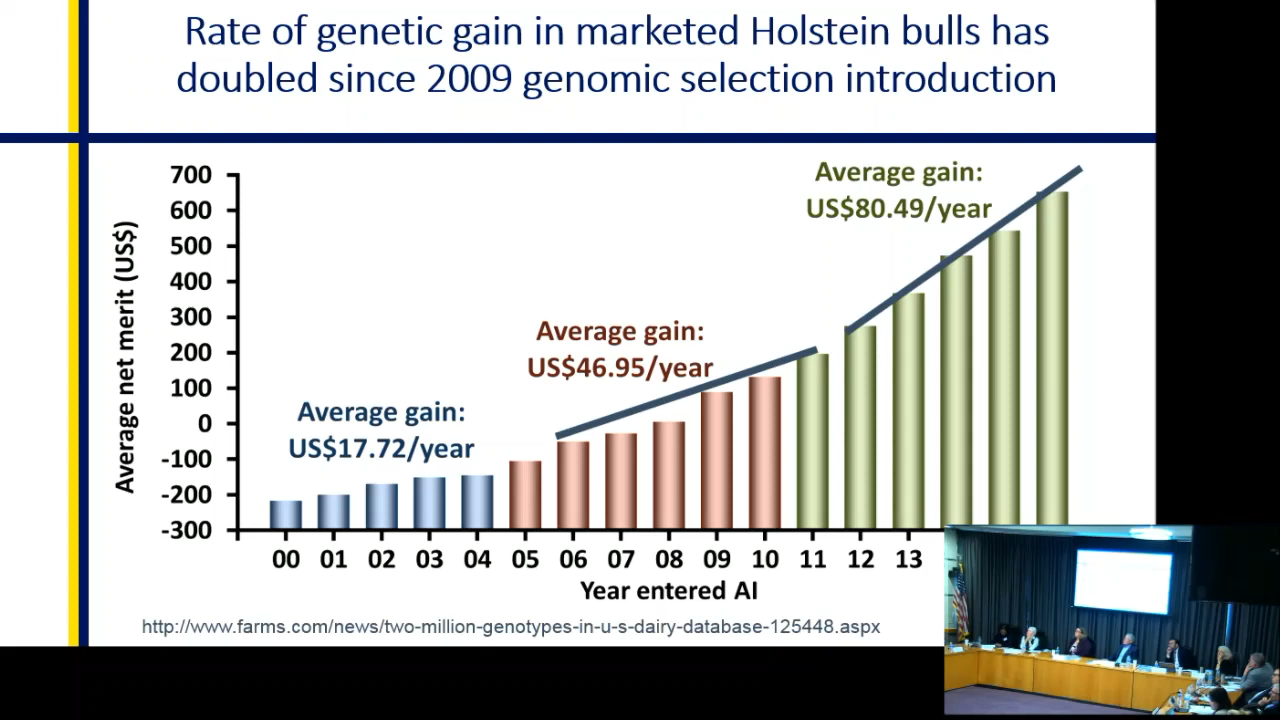 Rate of genetic gain in marketed Holstein bulls has
doubled since 2009 genomic selection introduction
Average net merit (US$)
700
600
500
400
300
200
100
0
-100
-200
-300
Average gain:
US$17.72/year
Average gain:
US$46.95/year
Average gain:
US$80.49/year
00 01 02 03 04 05 06 07 08 09 10 11 12 13
Year entered AI
http://www.farms.com/news/two-million-genotypes-in-u-s-dairy-database-125448.aspx